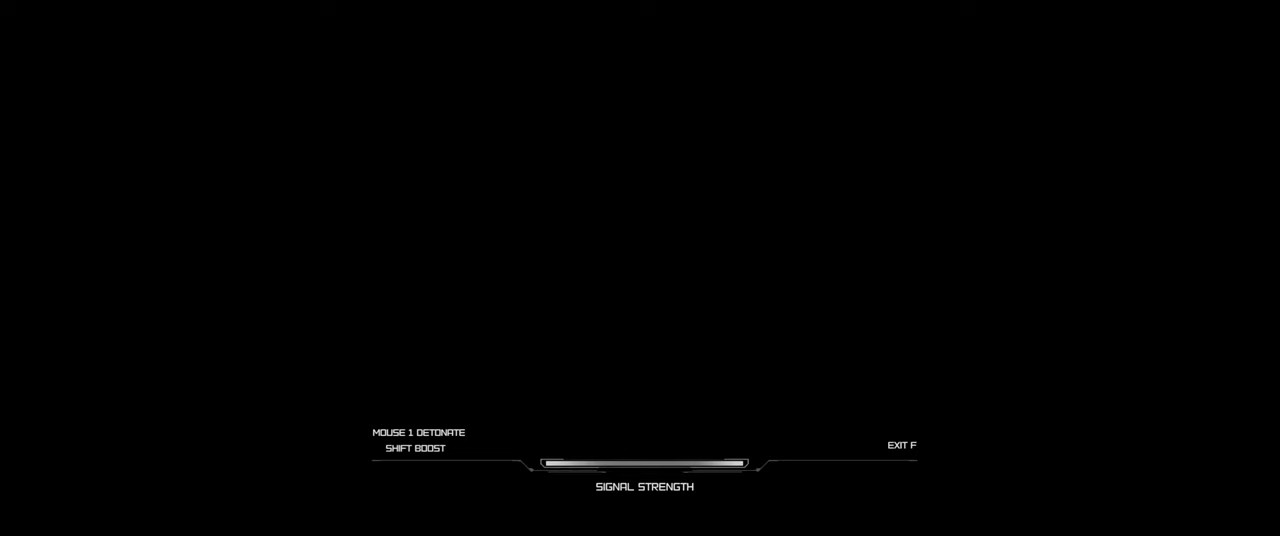 MOUSE 1 DETONATE
SHIFT BOOST
EXIT F
SIGNAL STRENGTH